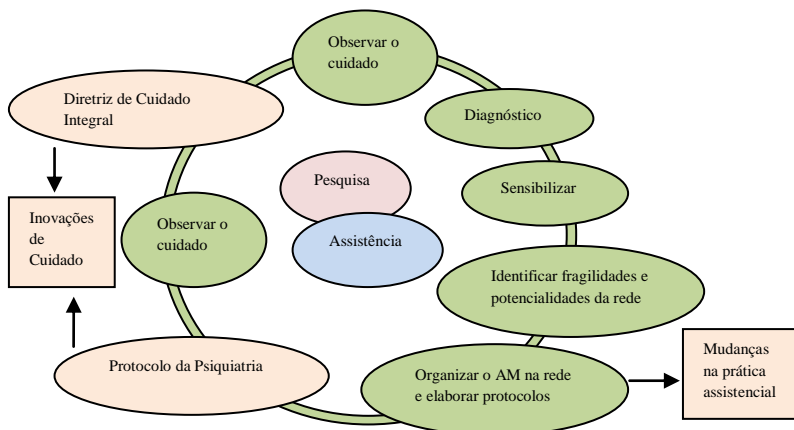 Observar o
cuidado
Diretriz de Cuidado
Integral
Diagnóstico
Pesquisa
Sensibilizar
Inovações
de
Cuidado
Observar o
cuidado
Assistência
Identificar fragilidades e
potencialidades da rede
Protocolo da Psiquiatria
Organizar o AM na rede
e elaborar protocolos
Mudanças
na prática
assistencial